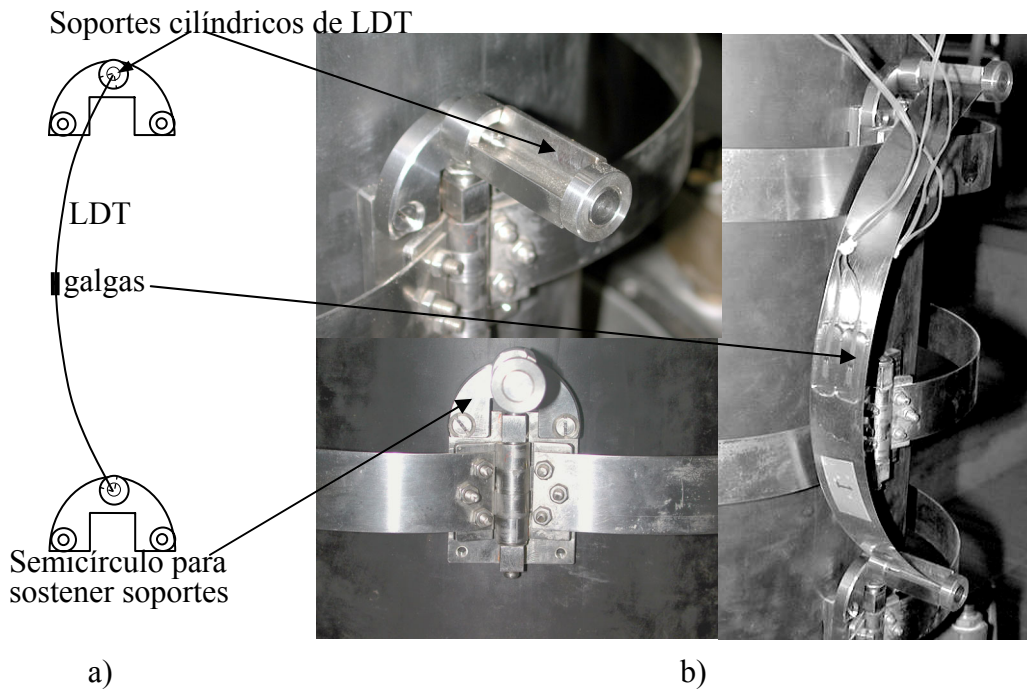 Soportes cilíndricos de LDT
LDT
galgas
Semicírculo para
sostener soportes
a)
b)